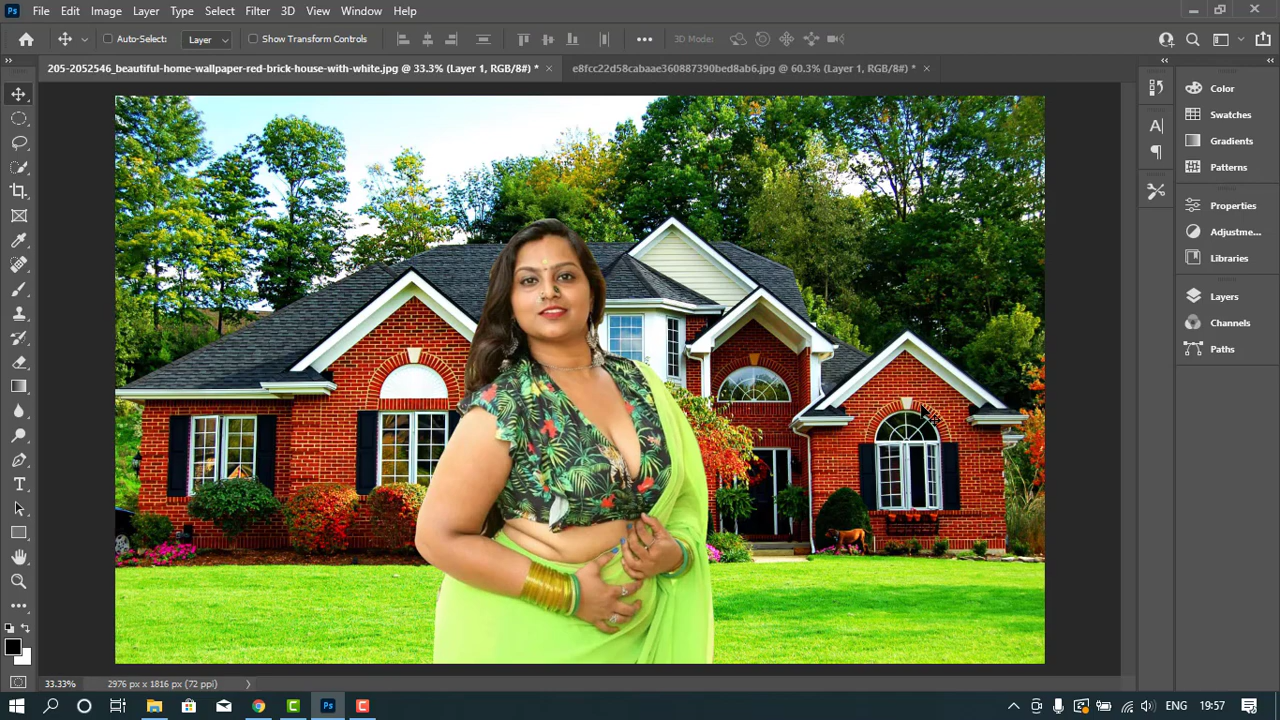 Ps File Edit Image Layer Type Select Filter 3D View Window Help
Auto-Select: Layer Show Transform Controls 3D Mode:
205-2052546_beautiful-home-wallpaper-red-brick-house-with-white.jpg @ 33.3% (Layer 1, RGB/8#) * × e8fcc22d58cabaae360887390bed8ab6.jpg @ 60.3% (Layer 1, RGB/8#) * ×
Color
Swatches
Gradients
Patterns
Properties
Adjustme...
Libraries
Layers
Channels
Paths
33.33% 2976 px x 1816 px (72 ppi)
Ps ENG 19:57